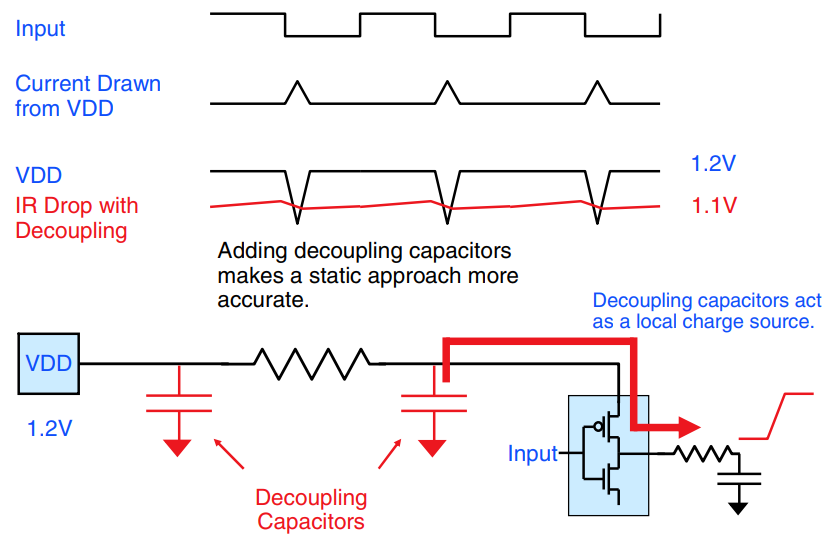 Input
Current Drawn
from VDD
VDD
1.2V
IR Drop with
Decoupling
1.1V
Adding decoupling capacitors
makes a static approach more
accurate.
Decoupling capacitors act
as a local charge source.
VDD
1.2V
Input
Decoupling
Capacitors